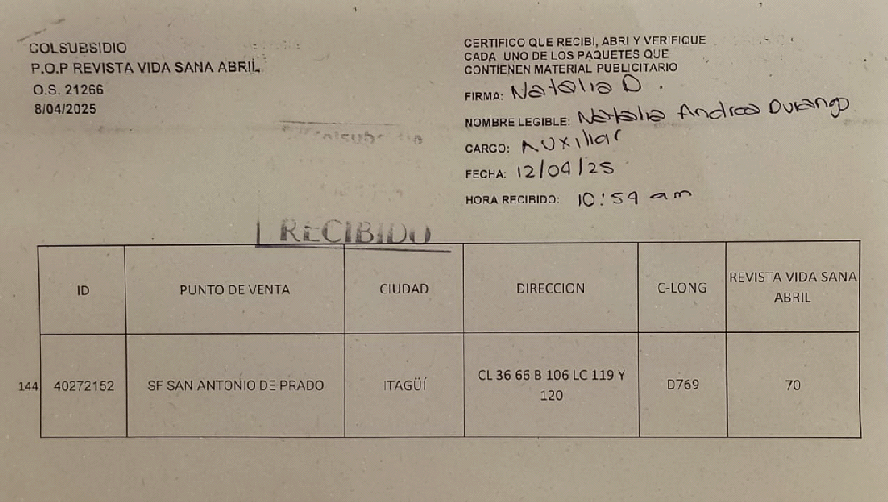 COLSUBSIDIO
P.O.P REVISTA VIDA SANA ABRIL
O.S. 21266
8/04/2025
CERTIFICO QUE RECIBI, ABRI Y VERIFIQUE
CADA UNO DE LOS PAQUETES QUE
CONTIENEN MATERIAL PUBLICITARIO
FIRMA: Natalia D.
NOMBRE LEGIBLE: Natalia Andrea Durango
CARGO: Auxiliar
FECHA: 12/04/25
HORA RECIBIDO: 10:59 am
RECIBIDO
ID PUNTO DE VENTA CIUDAD DIRECCION C-LONG REVISTA VIDA SANA
ABRIL
144 40272152 SF SAN ANTONIO DE PRADO ITAGÜÍ CL 36 65 B 106 LC 119 Y
120 D769 70